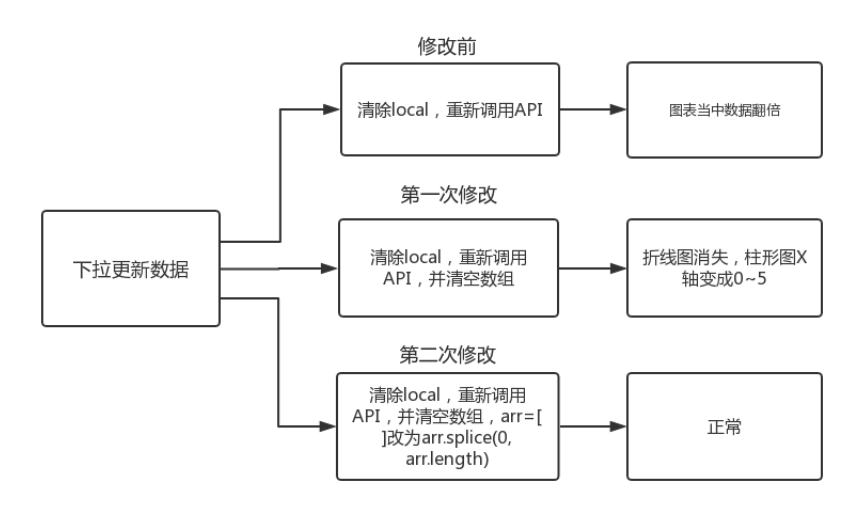 修改前
清除local，重新调用API
图表当中数据翻倍
第一次修改
下拉更新数据
清除local，重新调用
API，并清空数组
折线图消失，柱形图X
轴变成0~5
第二次修改
清除local，重新调用
API，并清空数组，arr=[
]改为arr.splice(0,
arr.length)
正常